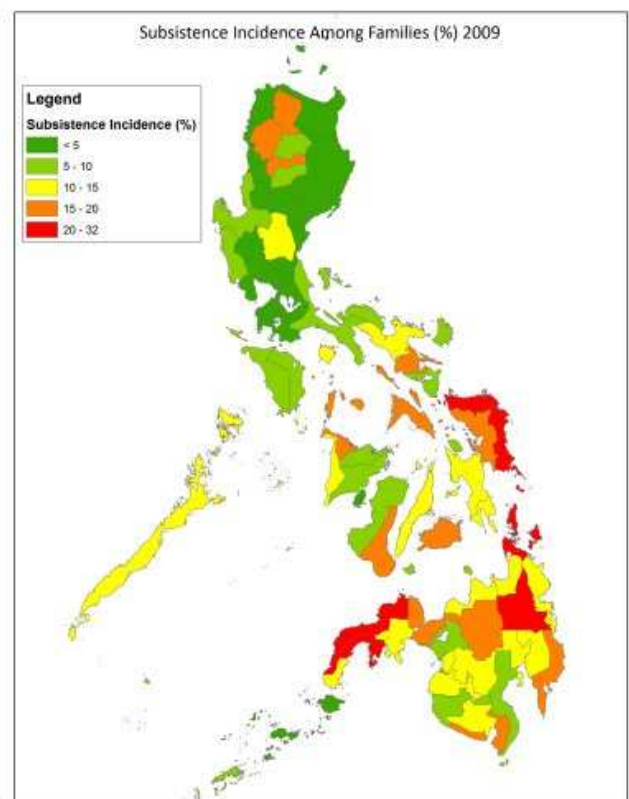 Subsistence Incidence Among Families (%) 2009
Legend
Subsistence Incidence (%)
< 5
5 - 10
10 - 15
15 - 20
20 - 32